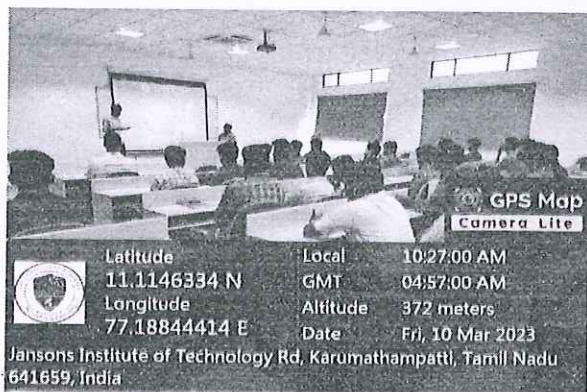 GPS Map
Camera Lite
Latitude
11.1146334 N
Longitude
77.18844414 E
Local 10:27:00 AM
GMT 04:57:00 AM
Altitude 372 meters
Date Fri, 10 Mar 2023
Jansons Institute of Technology Rd, Karumathampatti, Tamil Nadu
641659, India